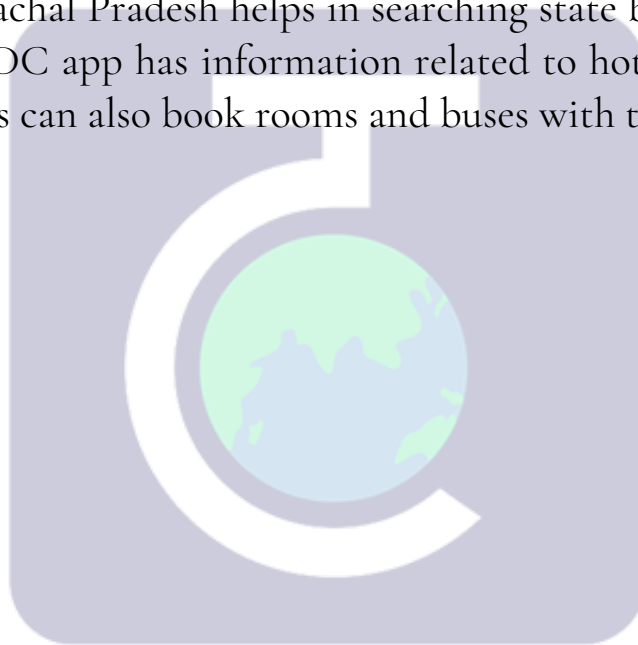 achal Pradesh helps in searching state b
DC app has information related to hot
s can also book rooms and buses with t